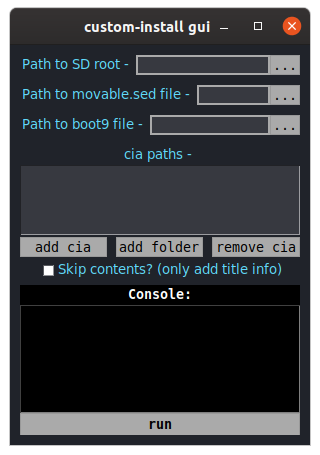 custom-install gui
Path to SD root - ...
Path to movable.sed file - ...
Path to boot9 file - ...
cia paths -
add cia add folder remove cia
Skip contents? (only add title info)
Console:
run